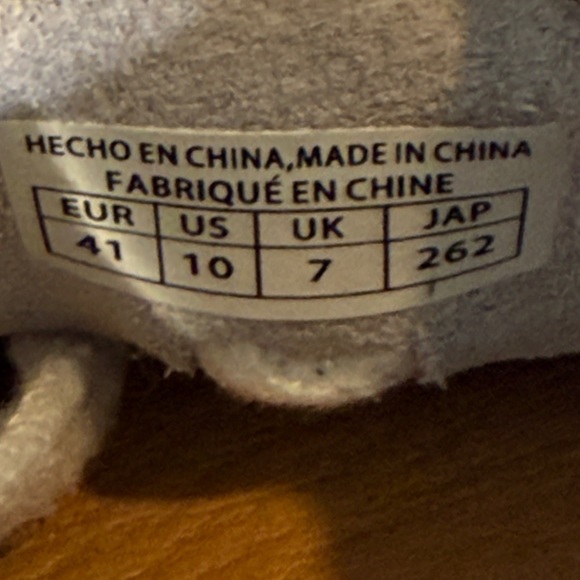 HECHO EN CHINA,MADE IN CHINA
FABRIQUÉ EN CHINE
EUR US UK JAP
41 10 7 262